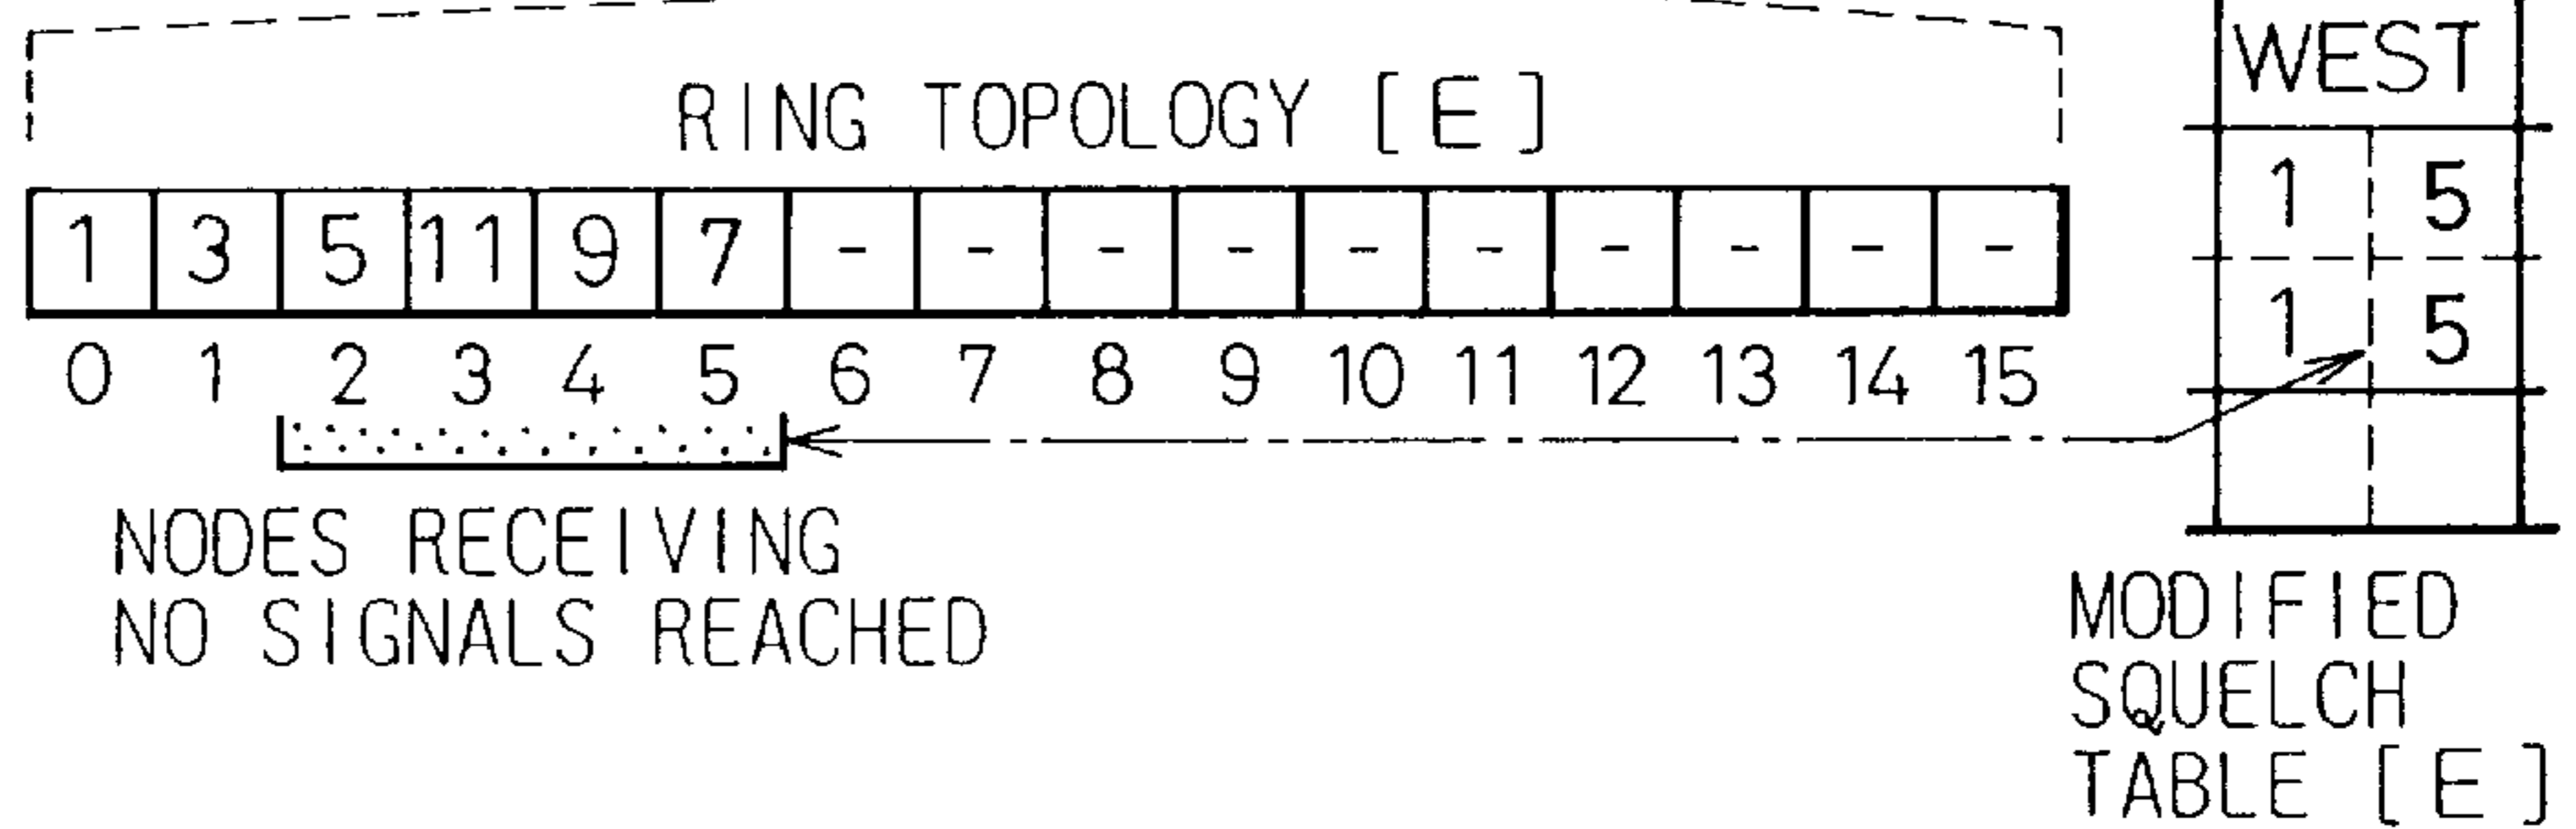 RING TOPOLOGY [ E ]
1 3 5 11 9 7 - - - - - - - - - -
0 1 2 3 4 5 6 7 8 9 10 11 12 13 14 15
NODES RECEIVING
NO SIGNALS REACHED
WEST
1 5
1 5
MODIFIED
SQUELCH
TABLE [ E ]